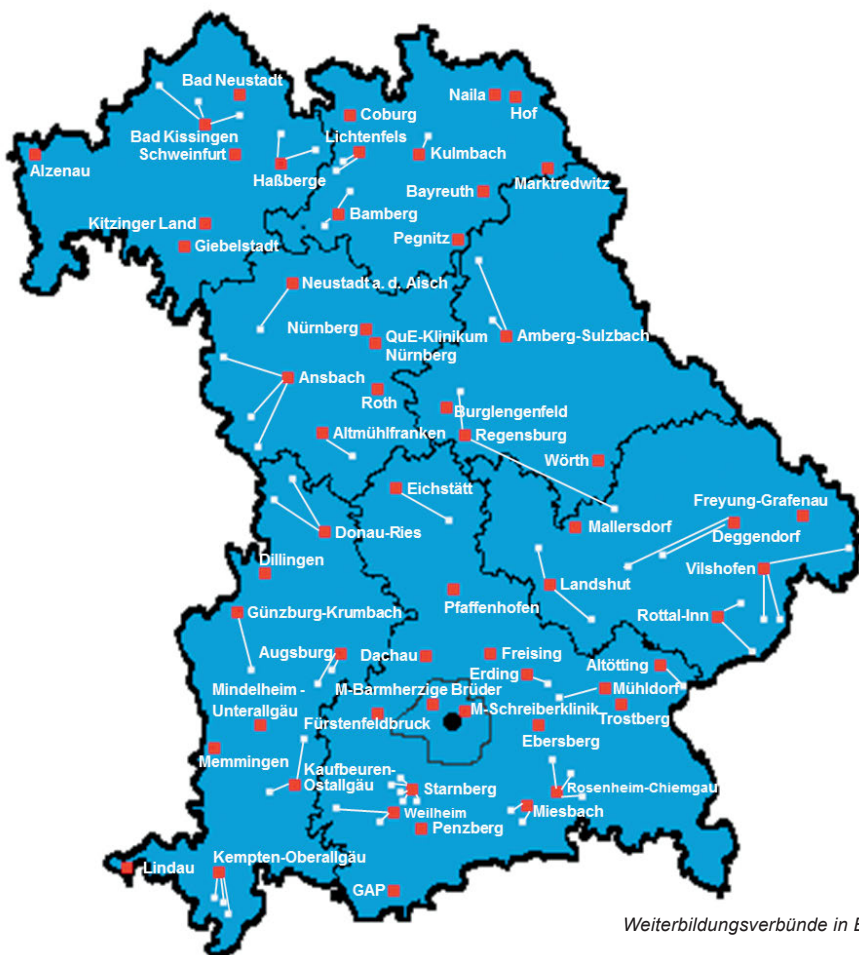 Bad Neustadt
Naila
Hof
Coburg
Bad Kissingen
Lichtenfels
Schweinfurt
Kulmbach
Alzenau
Haßberge
Marktredwitz
Bayreuth
Kitzinger Land
Bamberg
Giebelstadt
Pegnitz
Neustadt a. d. Aisch
Nürnberg
QuE-Klinikum
Nürnberg
Amberg-Sulzbach
Ansbach
Roth
Burglengenfeld
Altmühlfranken
Regensburg
Wörth
Eichstätt
Freyung-Grafenau
Mallersdorf
Deggendorf
Donau-Ries
Dillingen
Vilshofen
Landshut
Pfaffenhofen
Günzburg-Krumbach
Rottal-Inn
Augsburg
Dachau
Freising
Altötting
Erding
Mühldorf
Mindelheim -
Unterallgäu
M-Barmherzige Brüder
M-Schreiberklinik
Trostberg
Fürstenfeldbruck
Ebersberg
Memmingen
Kaufbeuren-
Ostallgäu
Starnberg
Rosenheim-Chiemgau
Weilheim
Miesbach
Penzberg
Lindau
Kempten-Oberallgäu
GAP
Weiterbildungsverbünde in